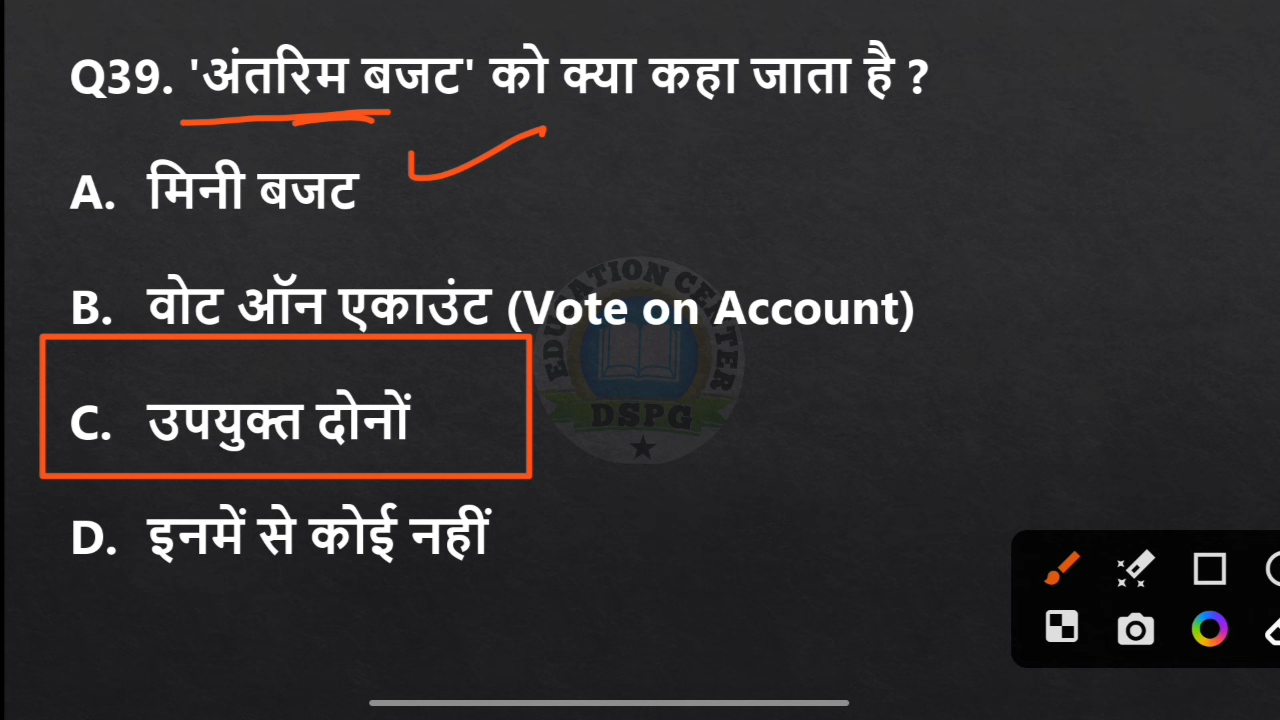 Q39. 'अंतरिम बजट' को क्या कहा जाता है ?
A. मिनी बजट
B. वोट ऑन एकाउंट (Vote on Account)
C. उपयुक्त दोनों
D. इनमें से कोई नहीं
EDUCATION CENTER
DSPG